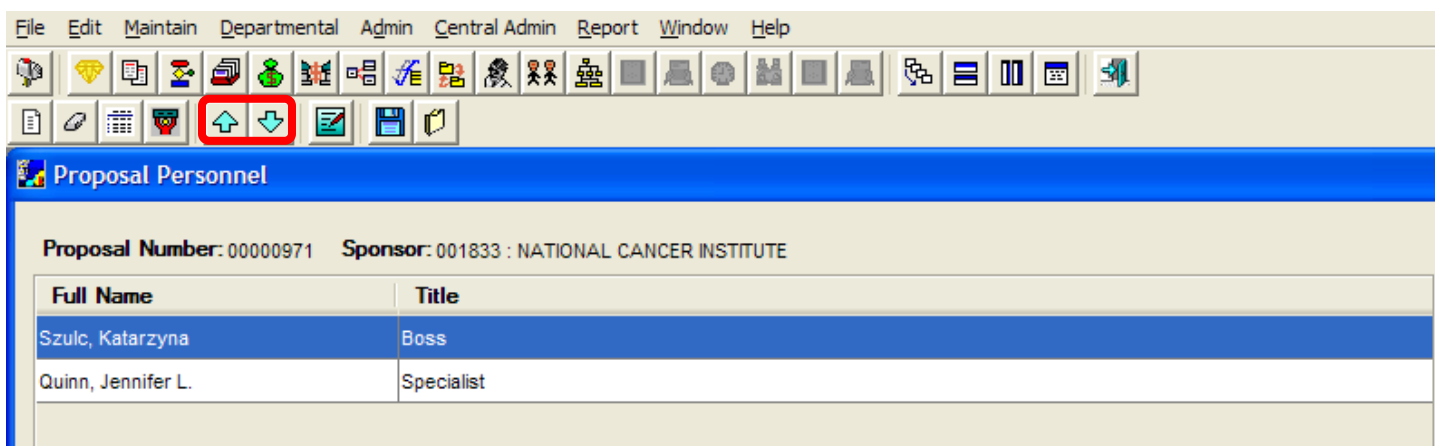 File Edit Maintain Departmental Admin Central Admin Report Window Help
Proposal Personnel
Proposal Number: 00000971 Sponsor: 001833 : NATIONAL CANCER INSTITUTE
Full Name Title
Szulc, Katarzyna Boss
Quinn, Jennifer L. Specialist